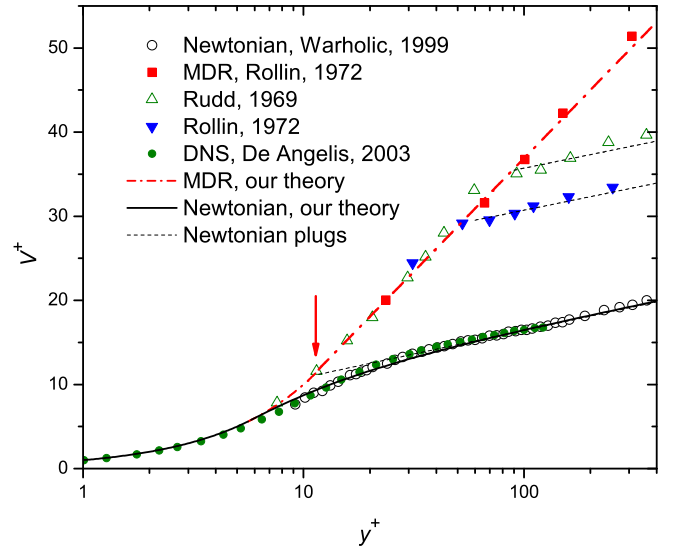 50
40
30
20
10
0
Newtonian, Warholic, 1999
MDR, Rollin, 1972
Rudd, 1969
Rollin, 1972
DNS, De Angelis, 2003
MDR, our theory
Newtonian, our theory
Newtonian plugs
V+
1
10
100
y+